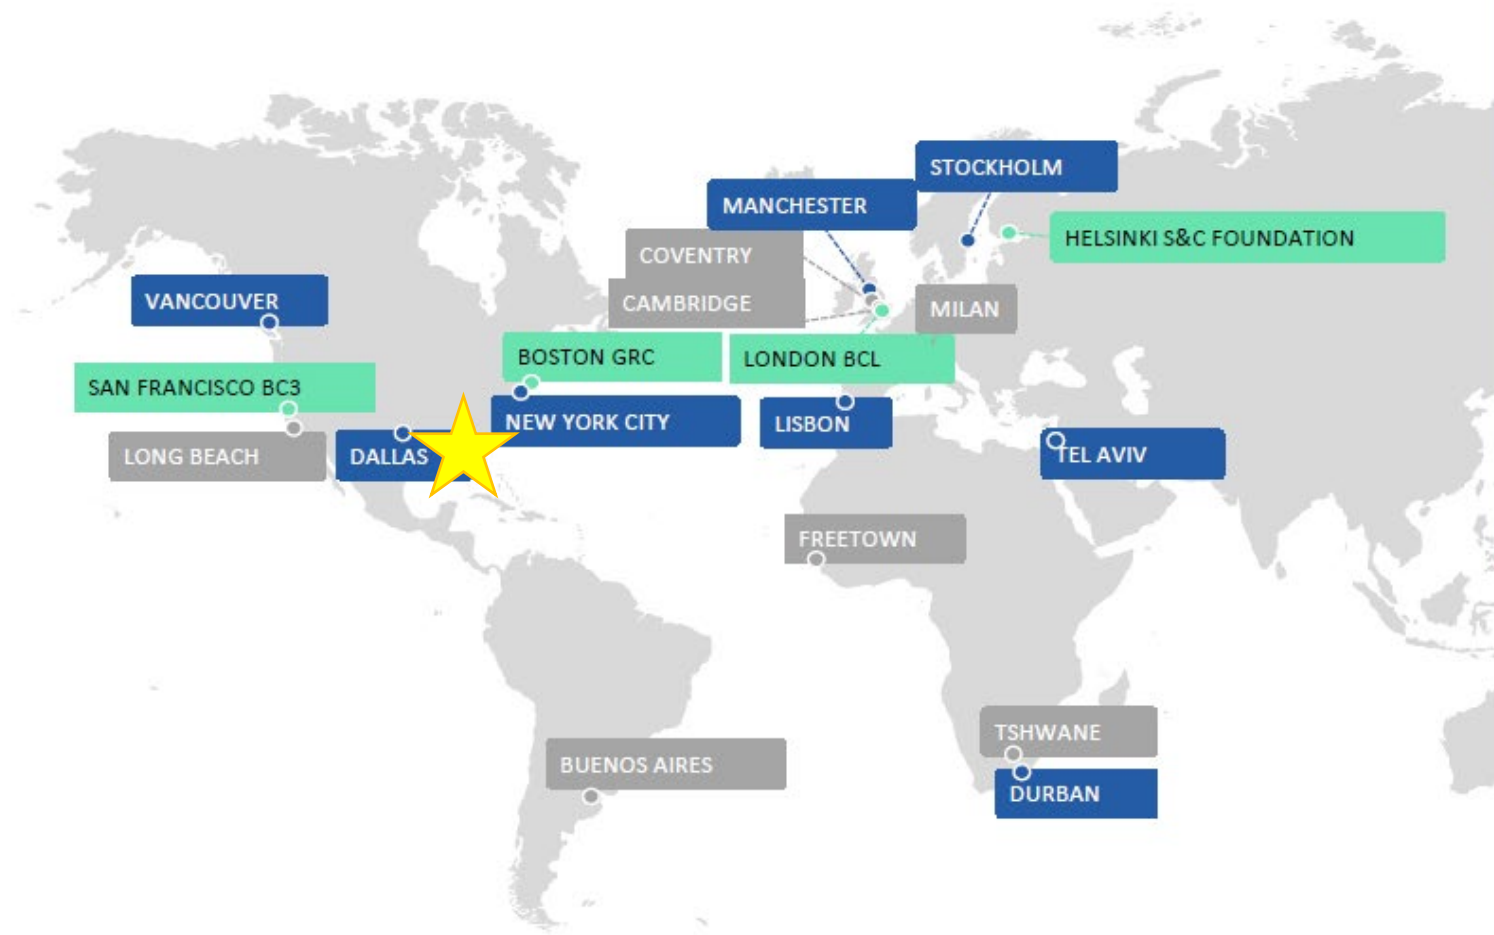 STOCKHOLM
MANCHESTER
HELSINKI S&C FOUNDATION
COVENTRY
VANCOUVER
CAMBRIDGE
MILAN
BOSTON GRC
LONDON BCL
SAN FRANCISCO BC3
NEW YORK CITY
LISBON
LONG BEACH
DALLAS
TEL AVIV
FREETOWN
TSHWANE
BUENOS AIRES
DURBAN